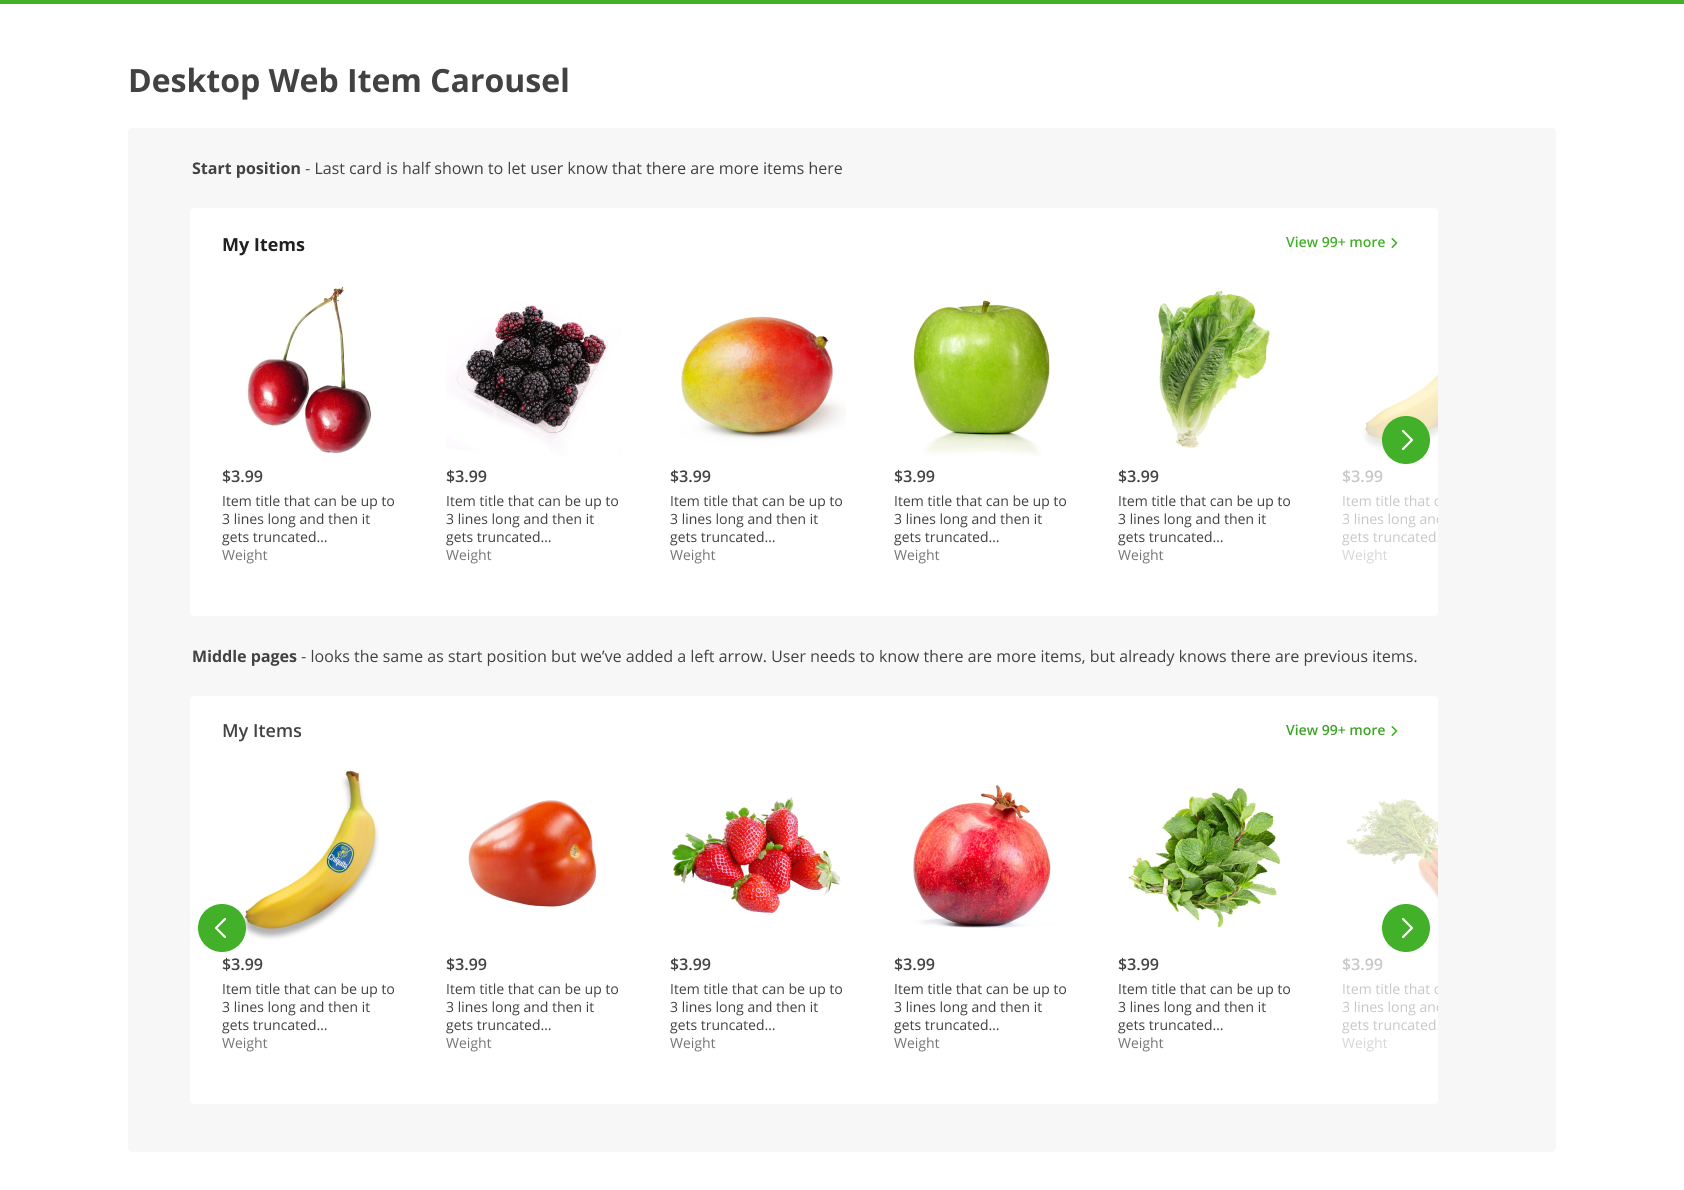 Desktop Web Item Carousel
Start position - Last card is half shown to let user know that there are more items here
My Items
View 99+ more
$3.99
Item title that can be up to
3 lines long and then it
gets truncated...
Weight
$3.99
Item title that can be up to
3 lines long and then it
gets truncated...
Weight
$3.99
Item title that can be up to
3 lines long and then it
gets truncated...
Weight
$3.99
Item title that can be up to
3 lines long and then it
gets truncated...
Weight
$3.99
Item title that can be up to
3 lines long and then it
gets truncated...
Weight
$3.99
Item title that
3 lines long an
gets truncated
Weight
Middle pages - looks the same as start position but we’ve added a left arrow. User needs to know there are more items, but already knows there are previous items.
My Items
View 99+ more
Chiquita
$3.99
Item title that can be up to
3 lines long and then it
gets truncated...
Weight
$3.99
Item title that can be up to
3 lines long and then it
gets truncated...
Weight
$3.99
Item title that can be up to
3 lines long and then it
gets truncated...
Weight
$3.99
Item title that can be up to
3 lines long and then it
gets truncated...
Weight
$3.99
Item title that can be up to
3 lines long and then it
gets truncated...
Weight
$3.99
Item title that
3 lines long an
gets truncated
Weight